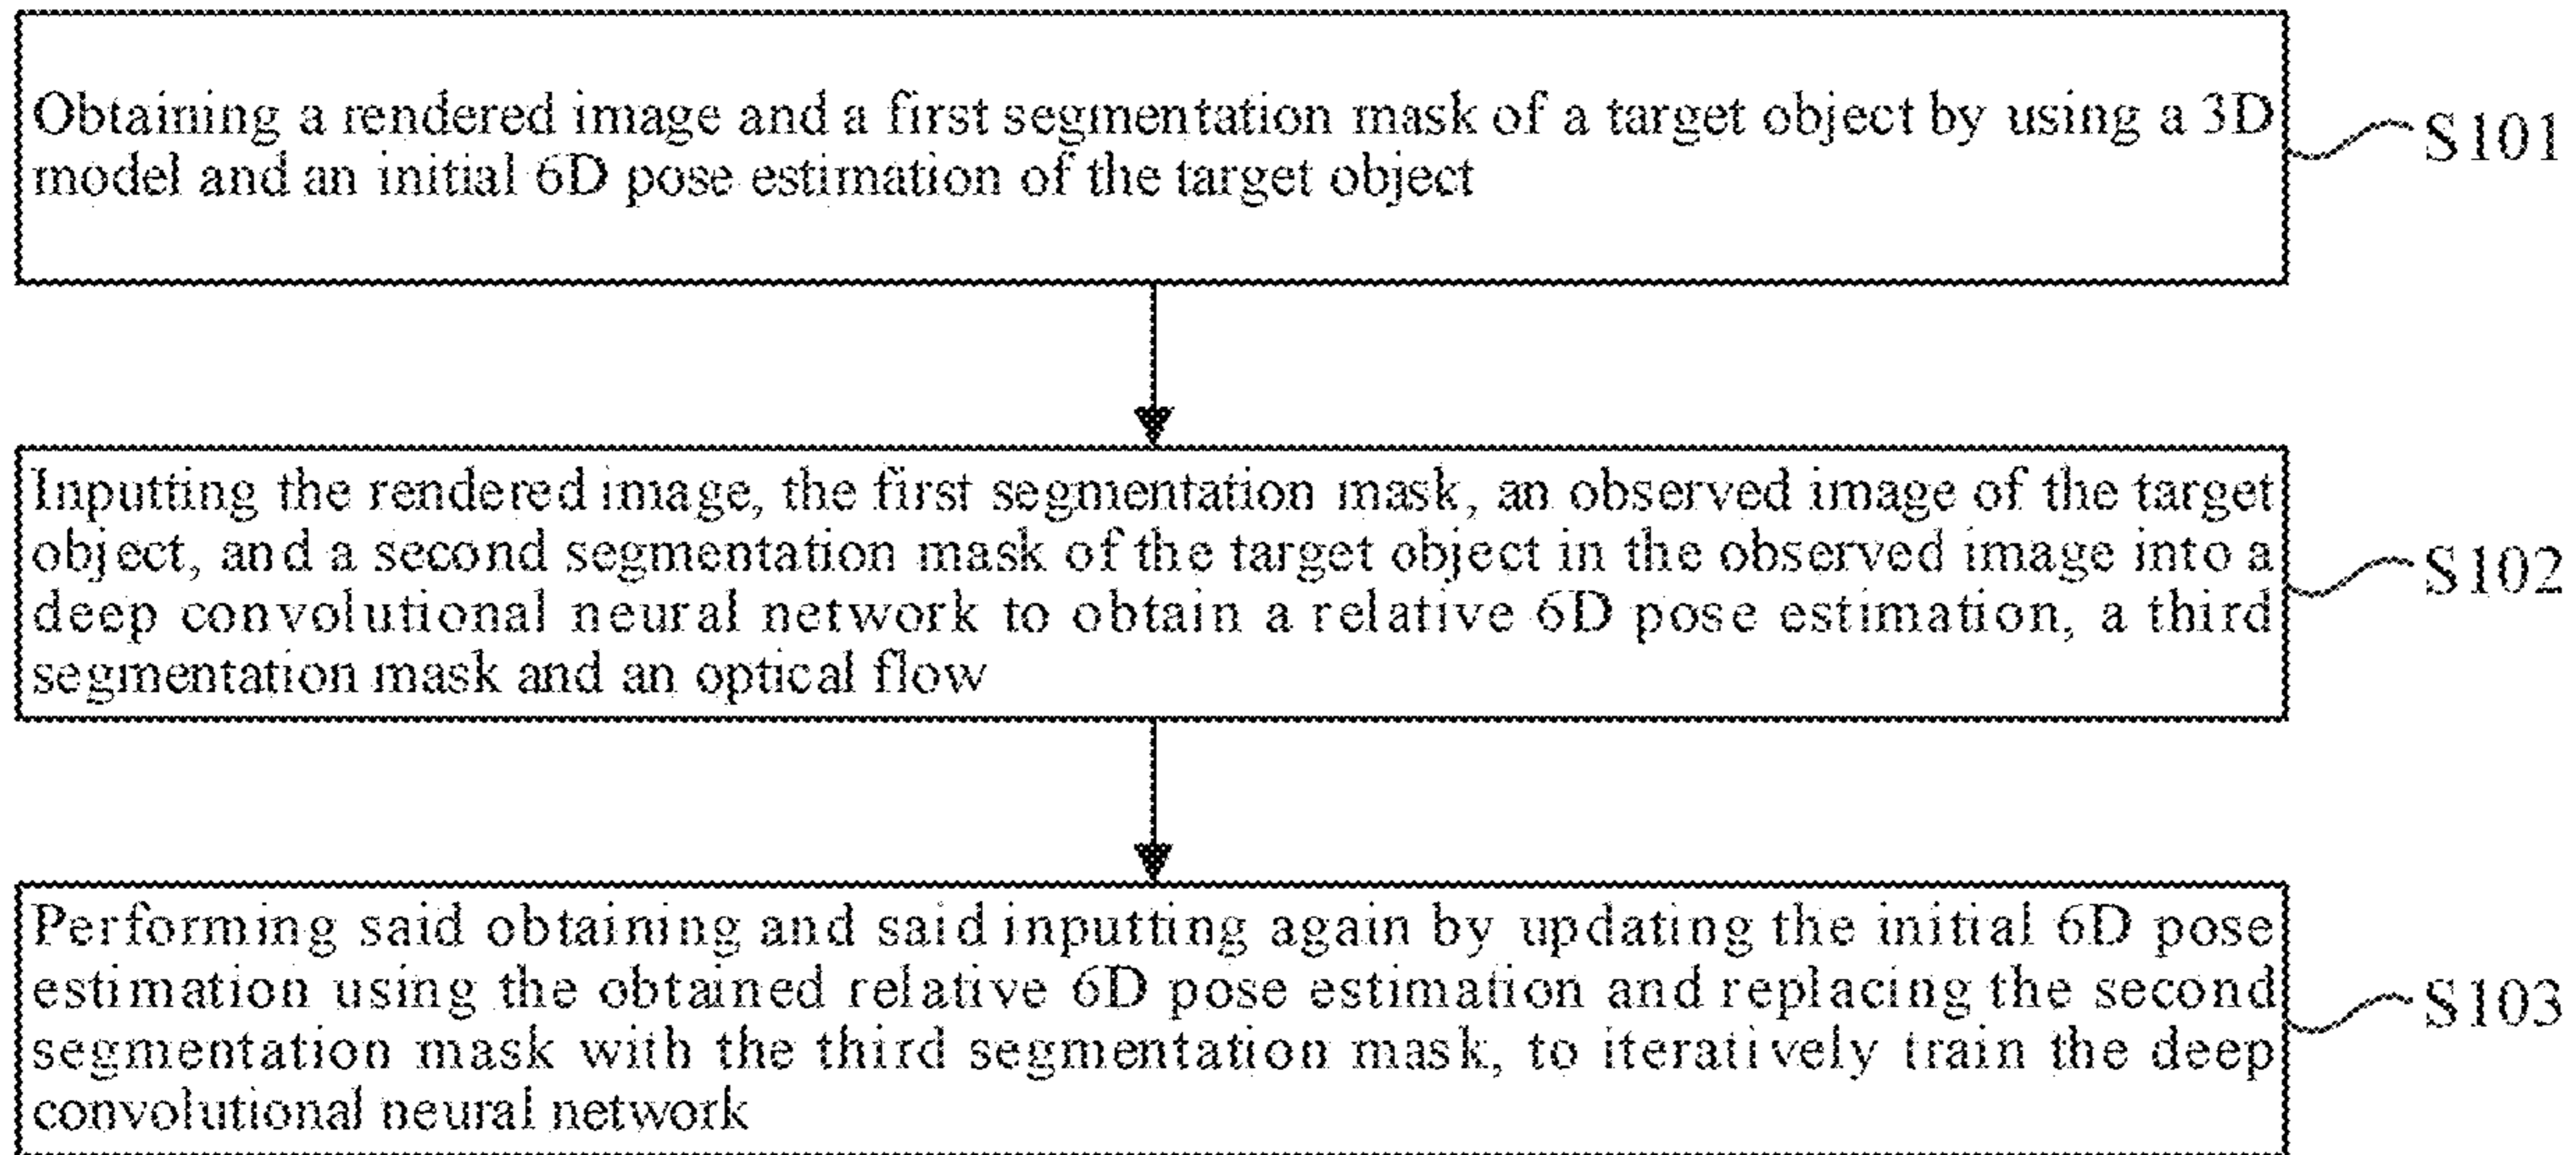 Obtaining a rendered image and a first segmentation mask of a target object by using a 3D
model and an initial 6D pose estimation of the target object
S101
Inputting the rendered image, the first segmentation mask, an observed image of the target
object, and a second segmentation mask of the target object in the observed image into a
deep convolutional neural network to obtain a relative 6D pose estimation, a third
segmentation mask and an optical flow
S102
Performing said obtaining and said inputting again by updating the initial 6D pose
estimation using the obtained relative 6D pose estimation and replacing the second
segmentation mask with the third segmentation mask, to iteratively train the deep
convolutional neural network
S103